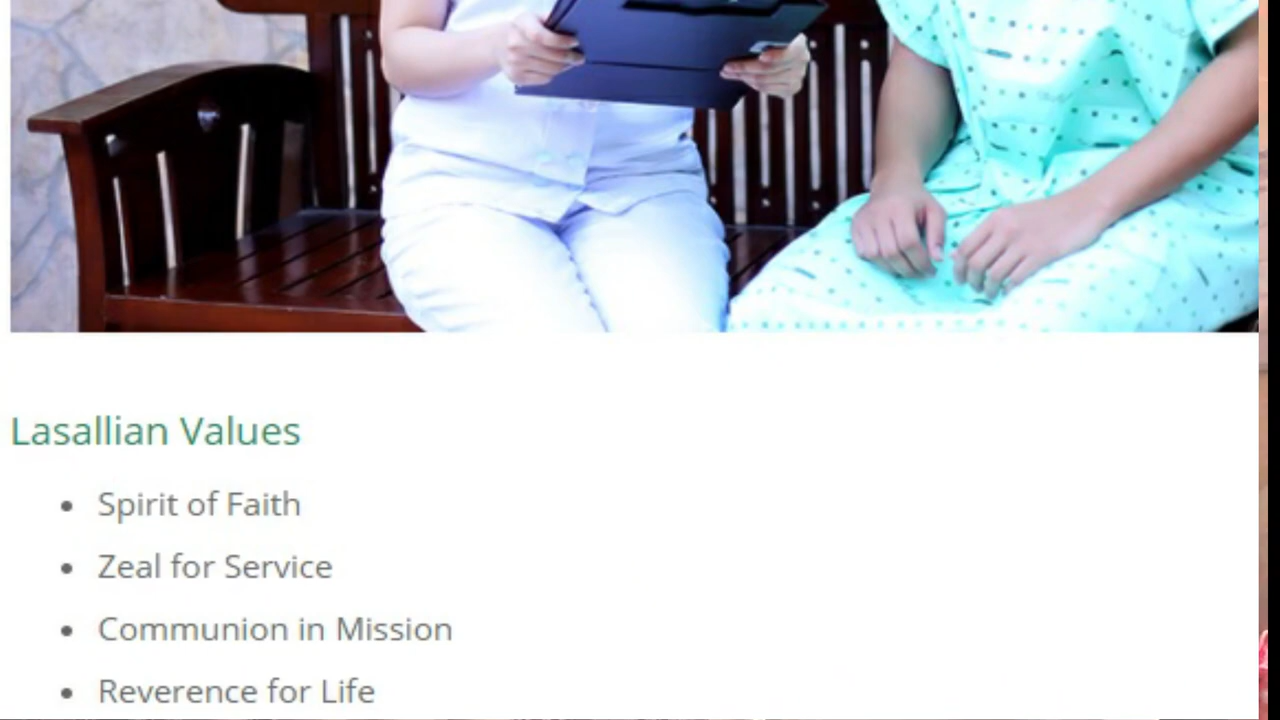 Lasallian Values
Spirit of Faith
Zeal for Service
Communion in Mission
Reverence for Life